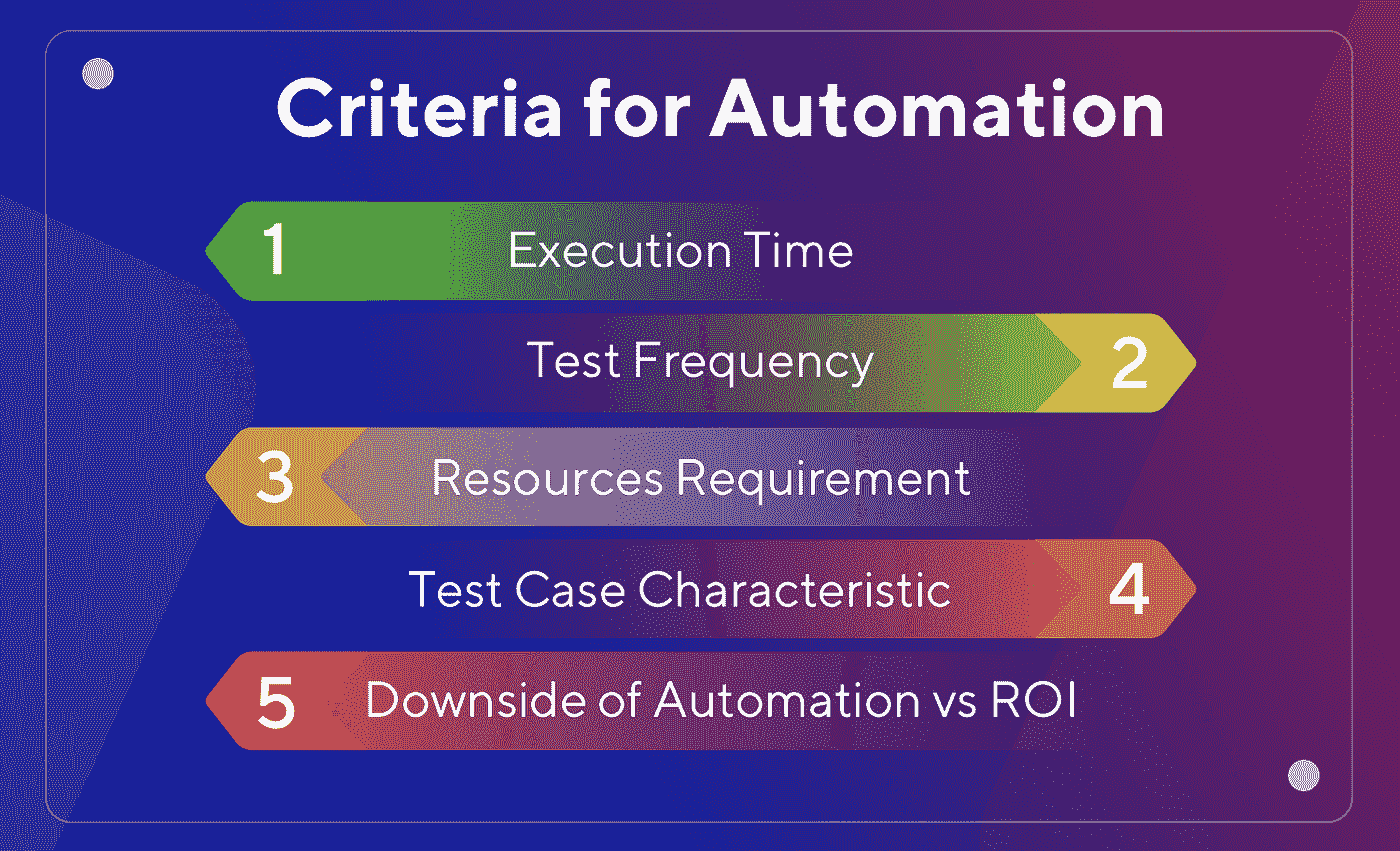 Criteria for Automation
1 Execution Time
Test Frequency 2
3 Resources Requirement
Test Case Characteristic 4
5 Downside of Automation vs ROI